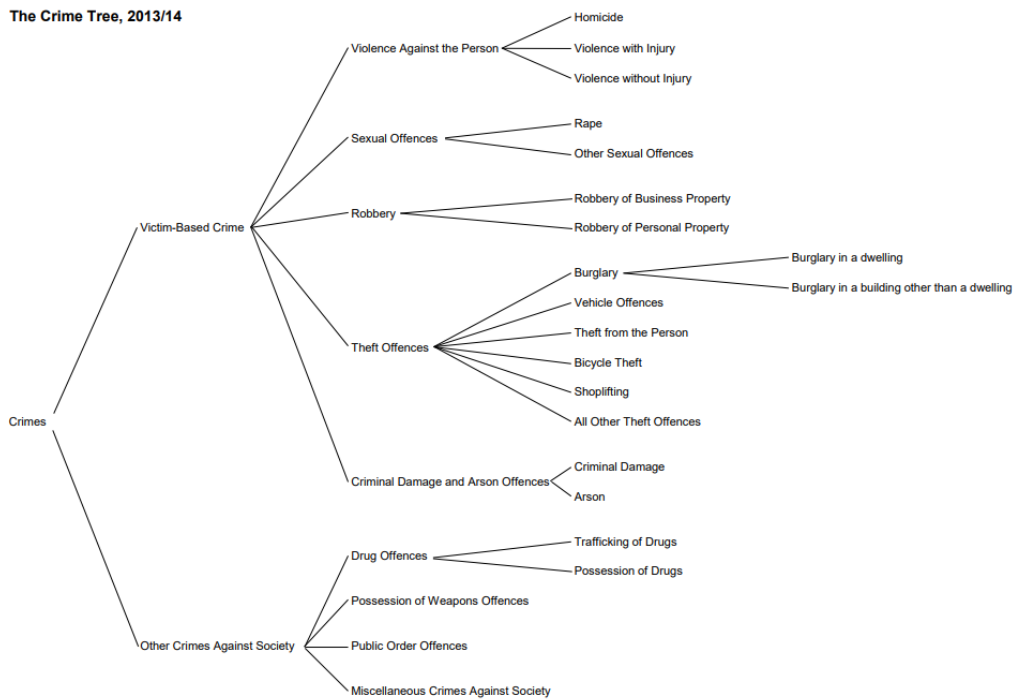 The Crime Tree, 2013/14
Homicide
Violence Against the Person
Violence with Injury
Violence without Injury
Rape
Sexual Offences
Other Sexual Offences
Robbery of Business Property
Robbery
Robbery of Personal Property
Victim-Based Crime
Burglary in a dwelling
Burglary
Burglary in a building other than a dwelling
Vehicle Offences
Theft from the Person
Theft Offences
Bicycle Theft
Shoplifting
All Other Theft Offences
Crimes
Criminal Damage
Criminal Damage and Arson Offences
Arson
Trafficking of Drugs
Drug Offences
Possession of Drugs
Possession of Weapons Offences
Other Crimes Against Society
Public Order Offences
Miscellaneous Crimes Against Society